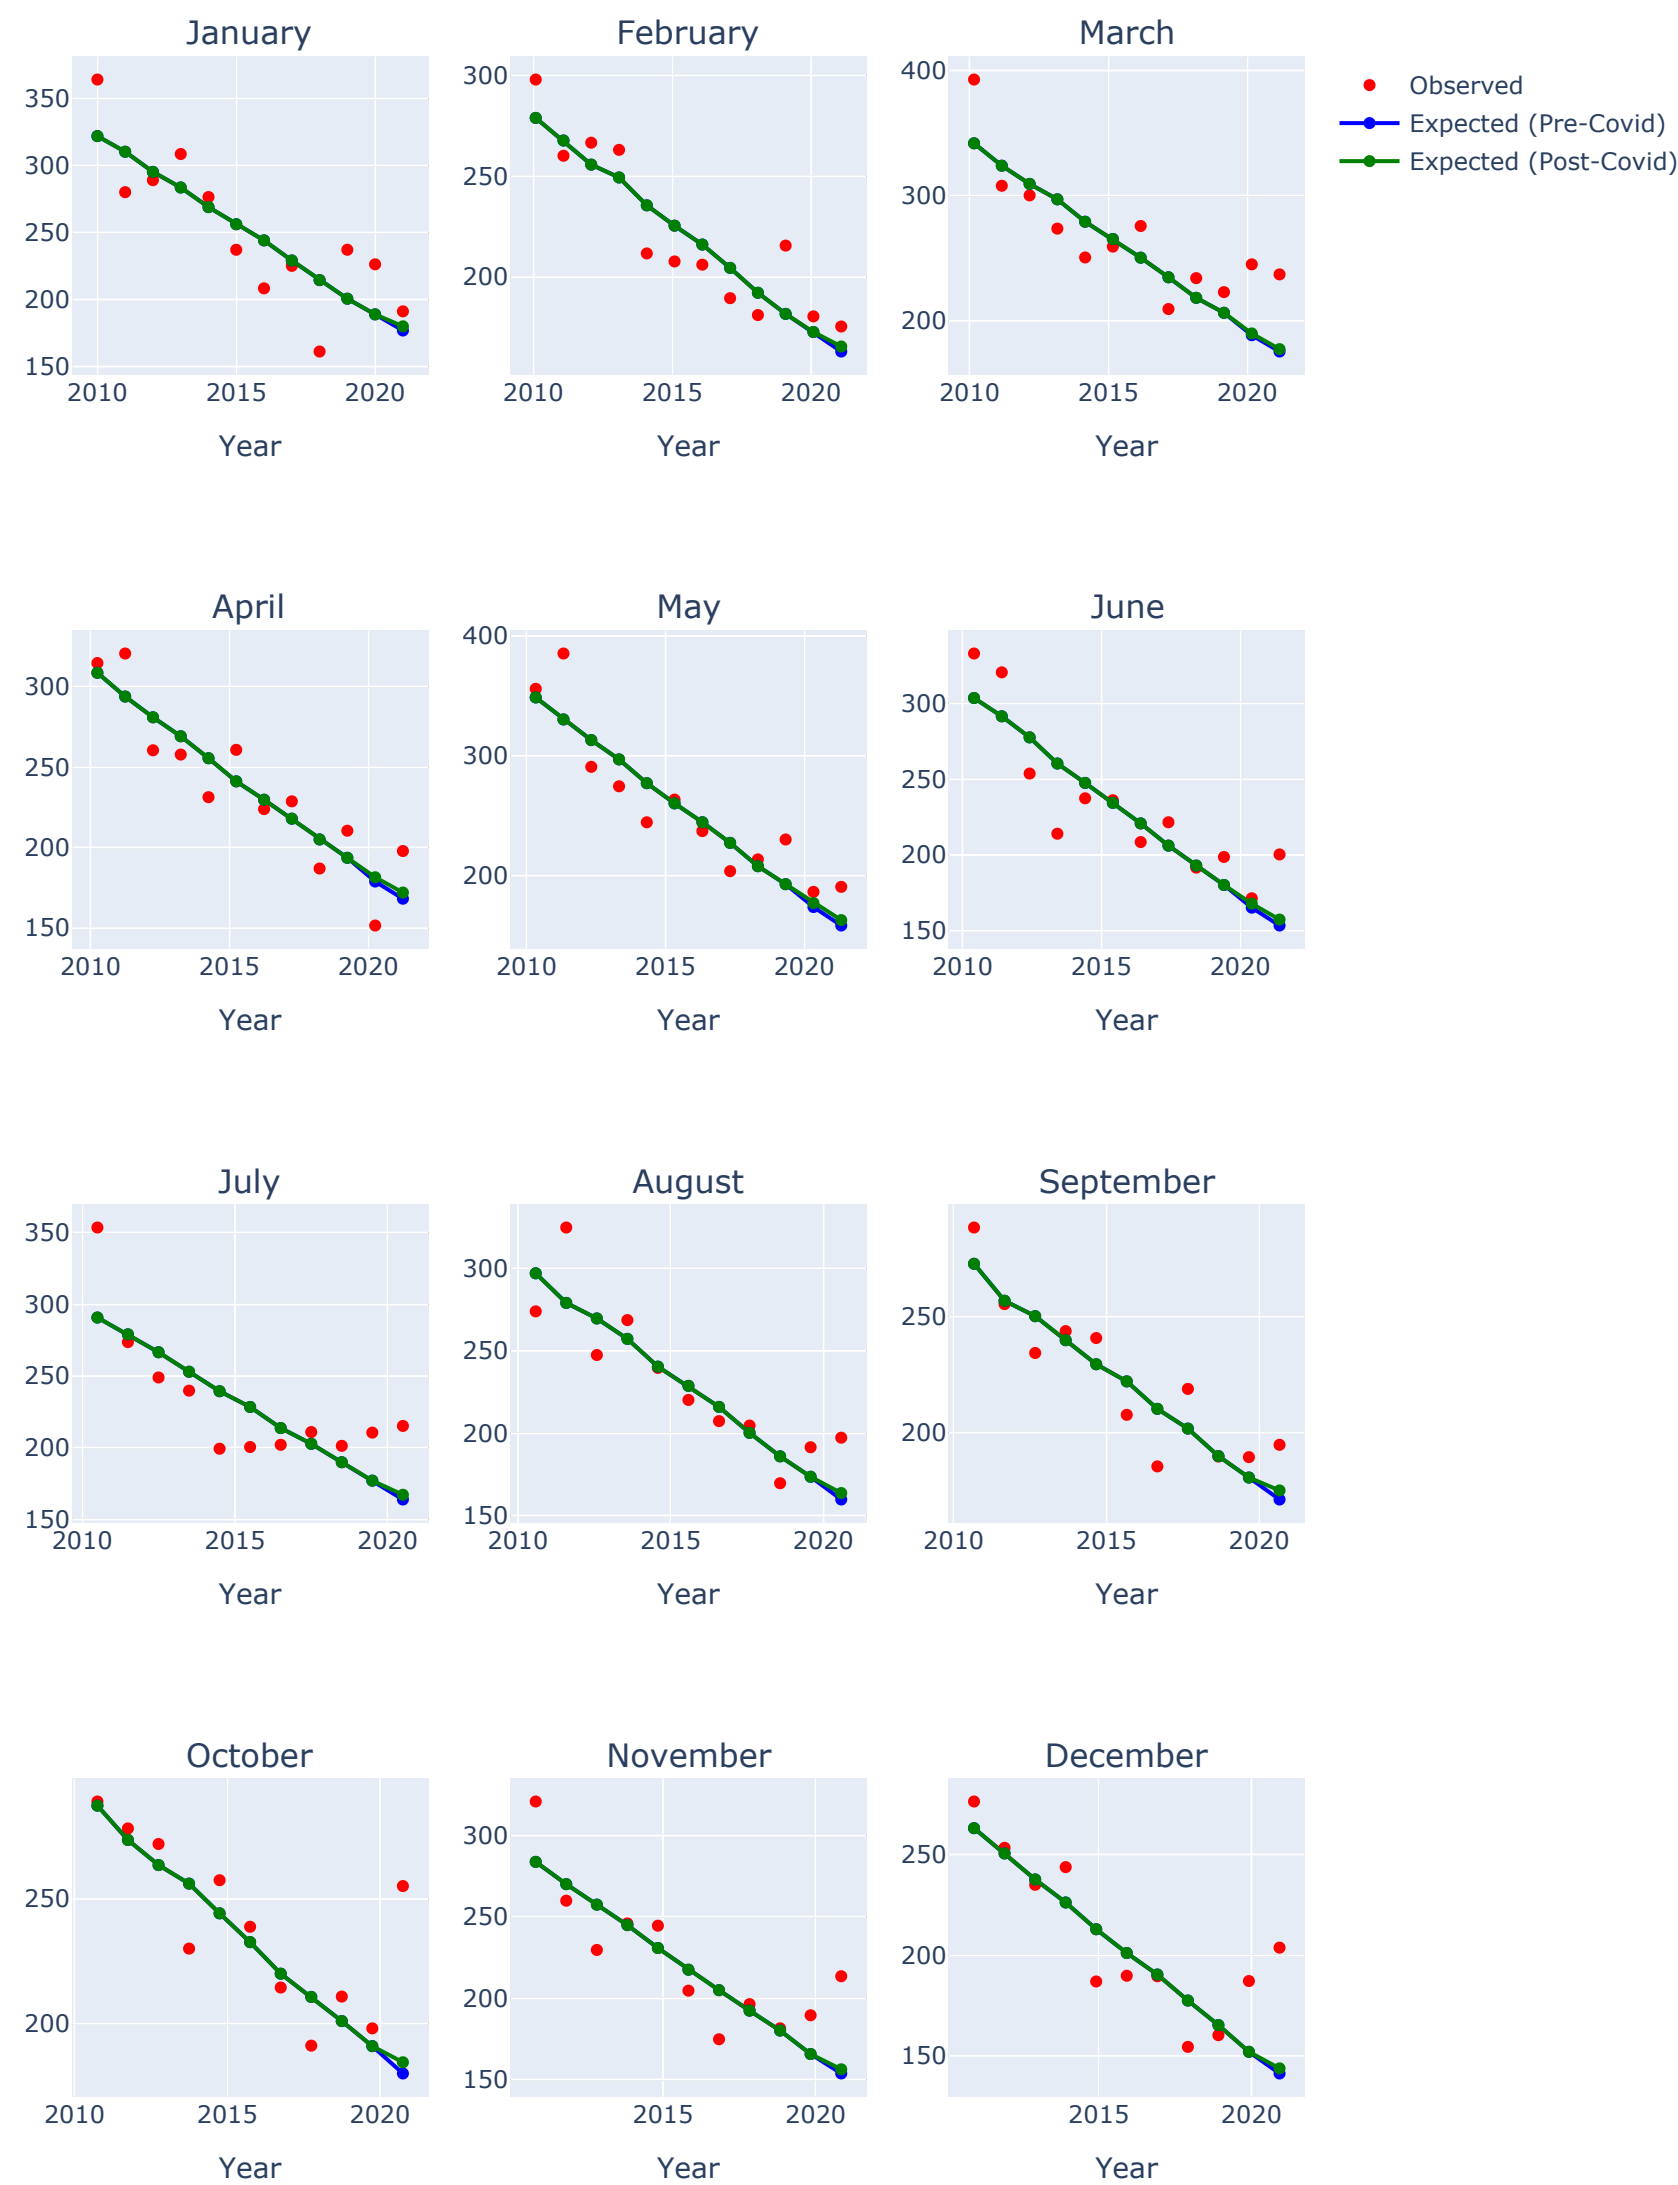 January
February
March
350
300
250
200
150
300
250
200
400
300
200
Observed
Expected (Pre-Covid)
Expected (Post-Covid)
2010 2015 2020
2010 2015 2020
2010 2015 2020
Year
Year
Year
April
May
June
300
250
200
150
400
300
200
300
250
200
150
2010 2015 2020
2010 2015 2020
2010 2015 2020
Year
Year
Year
July
August
September
350
300
250
200
150
300
250
200
150
250
200
2010 2015 2020
2010 2015 2020
2010 2015 2020
Year
Year
Year
October
November
December
250
200
300
250
200
150
250
200
150
2010 2015 2020
2015 2020
2015 2020
Year
Year
Year